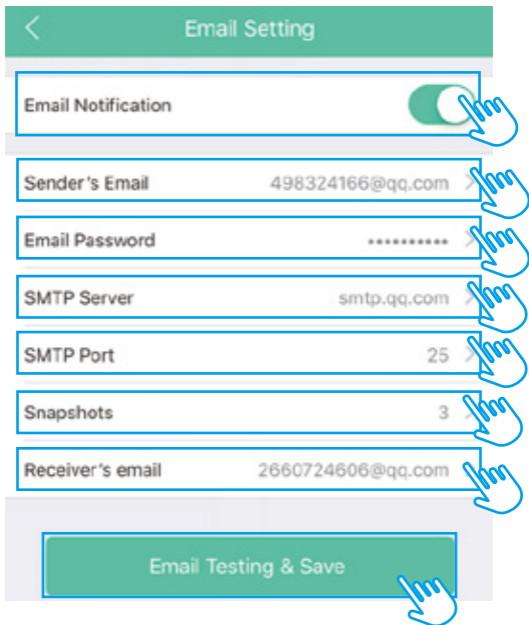 Email Setting
Email Notification
Sender's Email 498324166@qq.com
Email Password ••••••••••
SMTP Server smtp.qq.com
SMTP Port 25
Snapshots 3
Receiver's email 2660724606@qq.com
Email Testing & Save